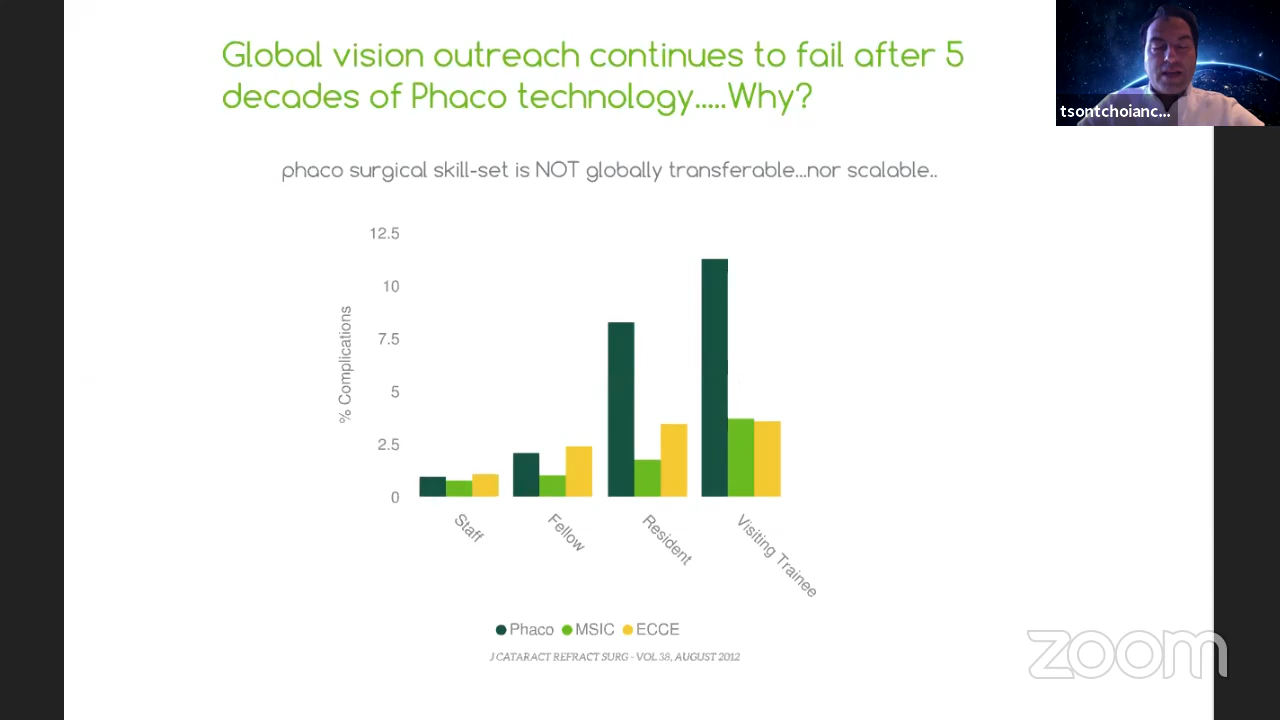 Global vision outreach continues to fail after 5
decades of Phaco technology.....Why?
tsontchoianc...
phaco surgical skill-set is NOT globally transferable...nor scalable..
12.5
10
7.5
5
2.5
0
% Complications
Staff
Fellow
Resident
Visiting Trainee
Phaco MSIC ECCE
J CATARACT REFRACT SURG - VOL 38, AUGUST 2012
zoom